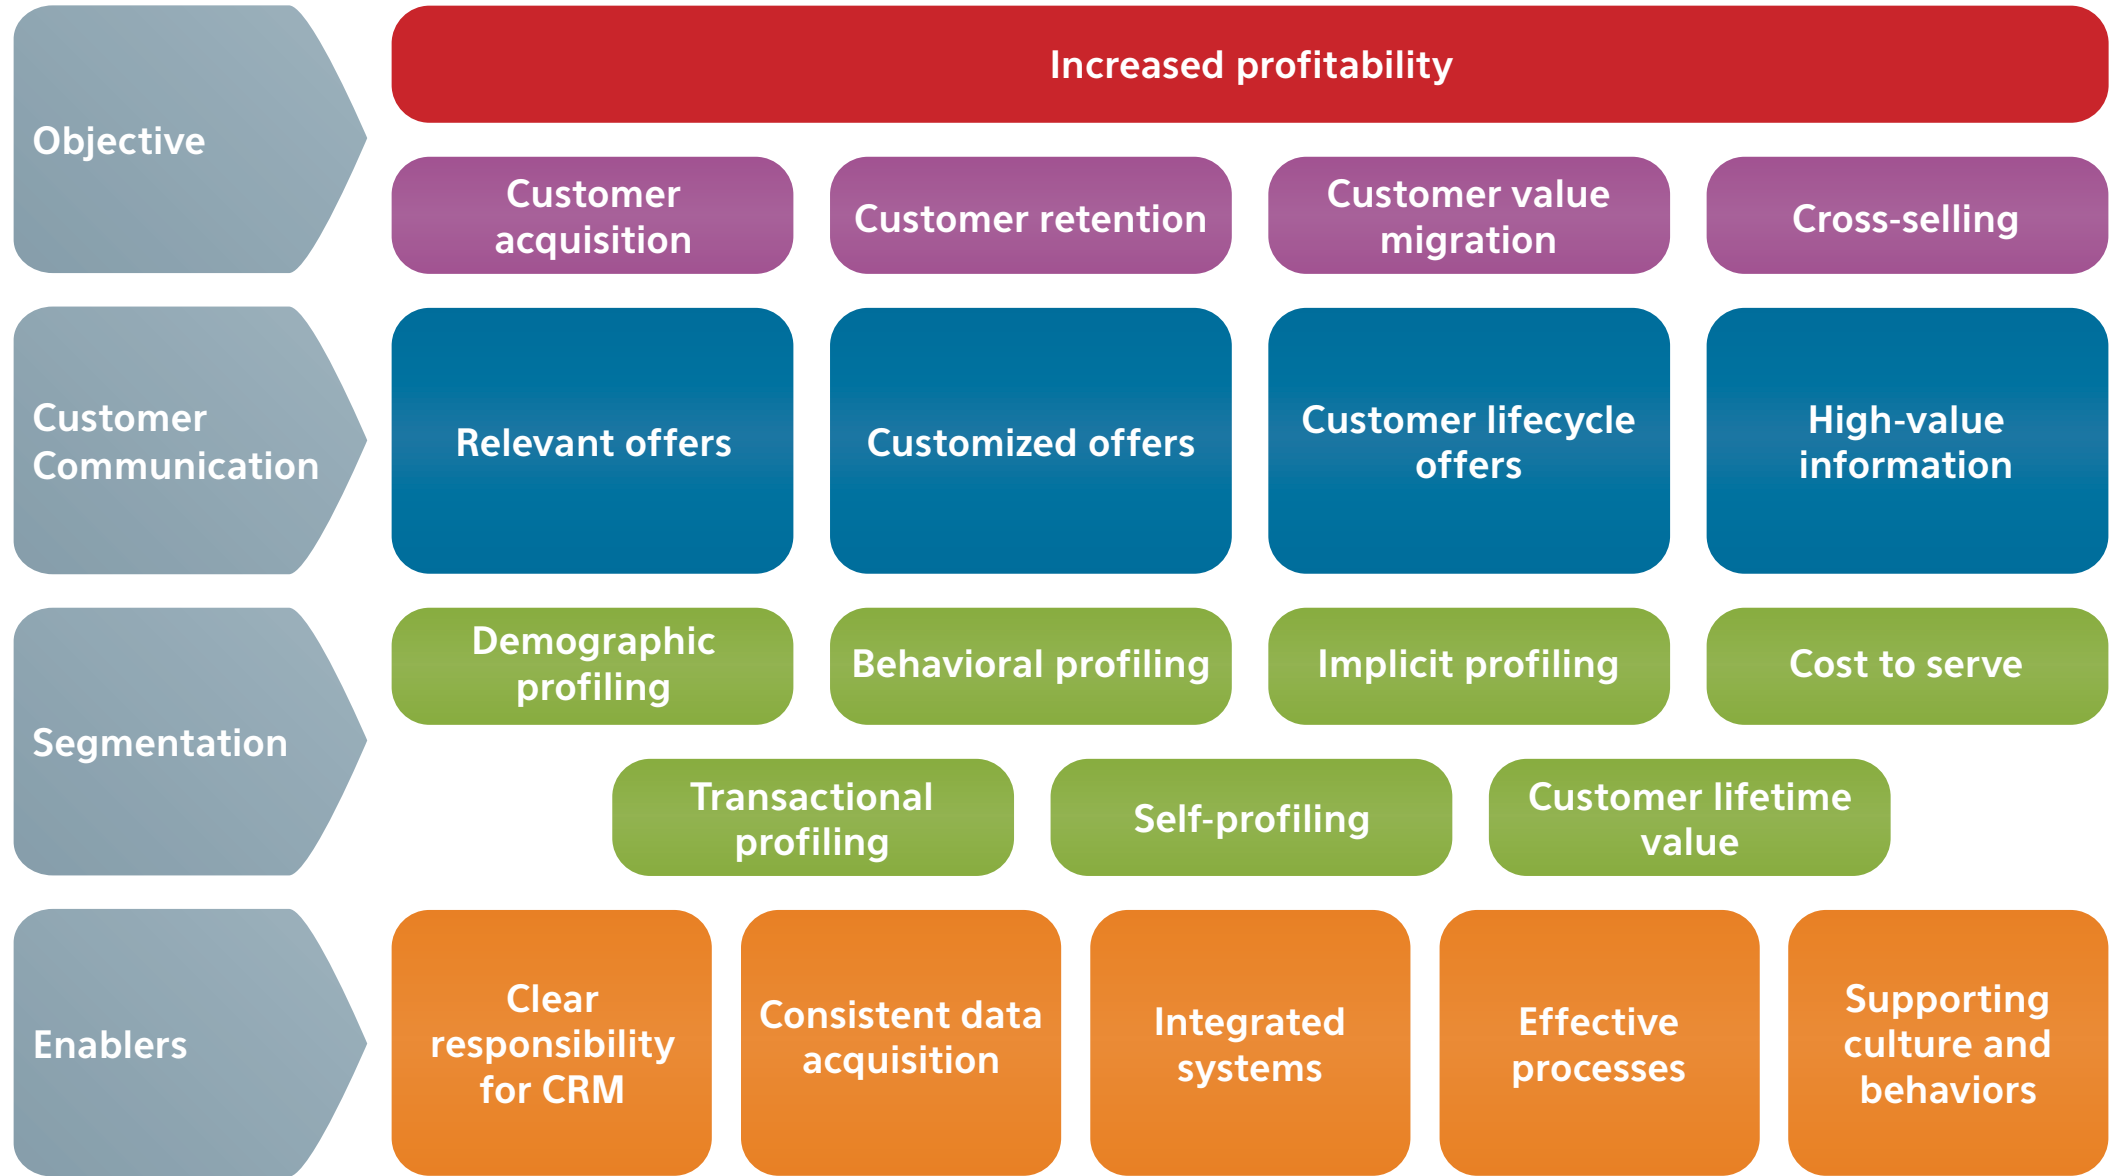 Objective
Increased profitability
Customer
acquisition
Customer retention
Customer value
migration
Cross-selling
Customer
Communication
Relevant offers
Customized offers
Customer lifecycle
offers
High-value
information
Segmentation
Demographic
profiling
Behavioral profiling
Implicit profiling
Cost to serve
Transactional
profiling
Self-profiling
Customer lifetime
value
Enablers
Clear
responsibility
for CRM
Consistent data
acquisition
Integrated
systems
Effective
processes
Supporting
culture and
behaviors